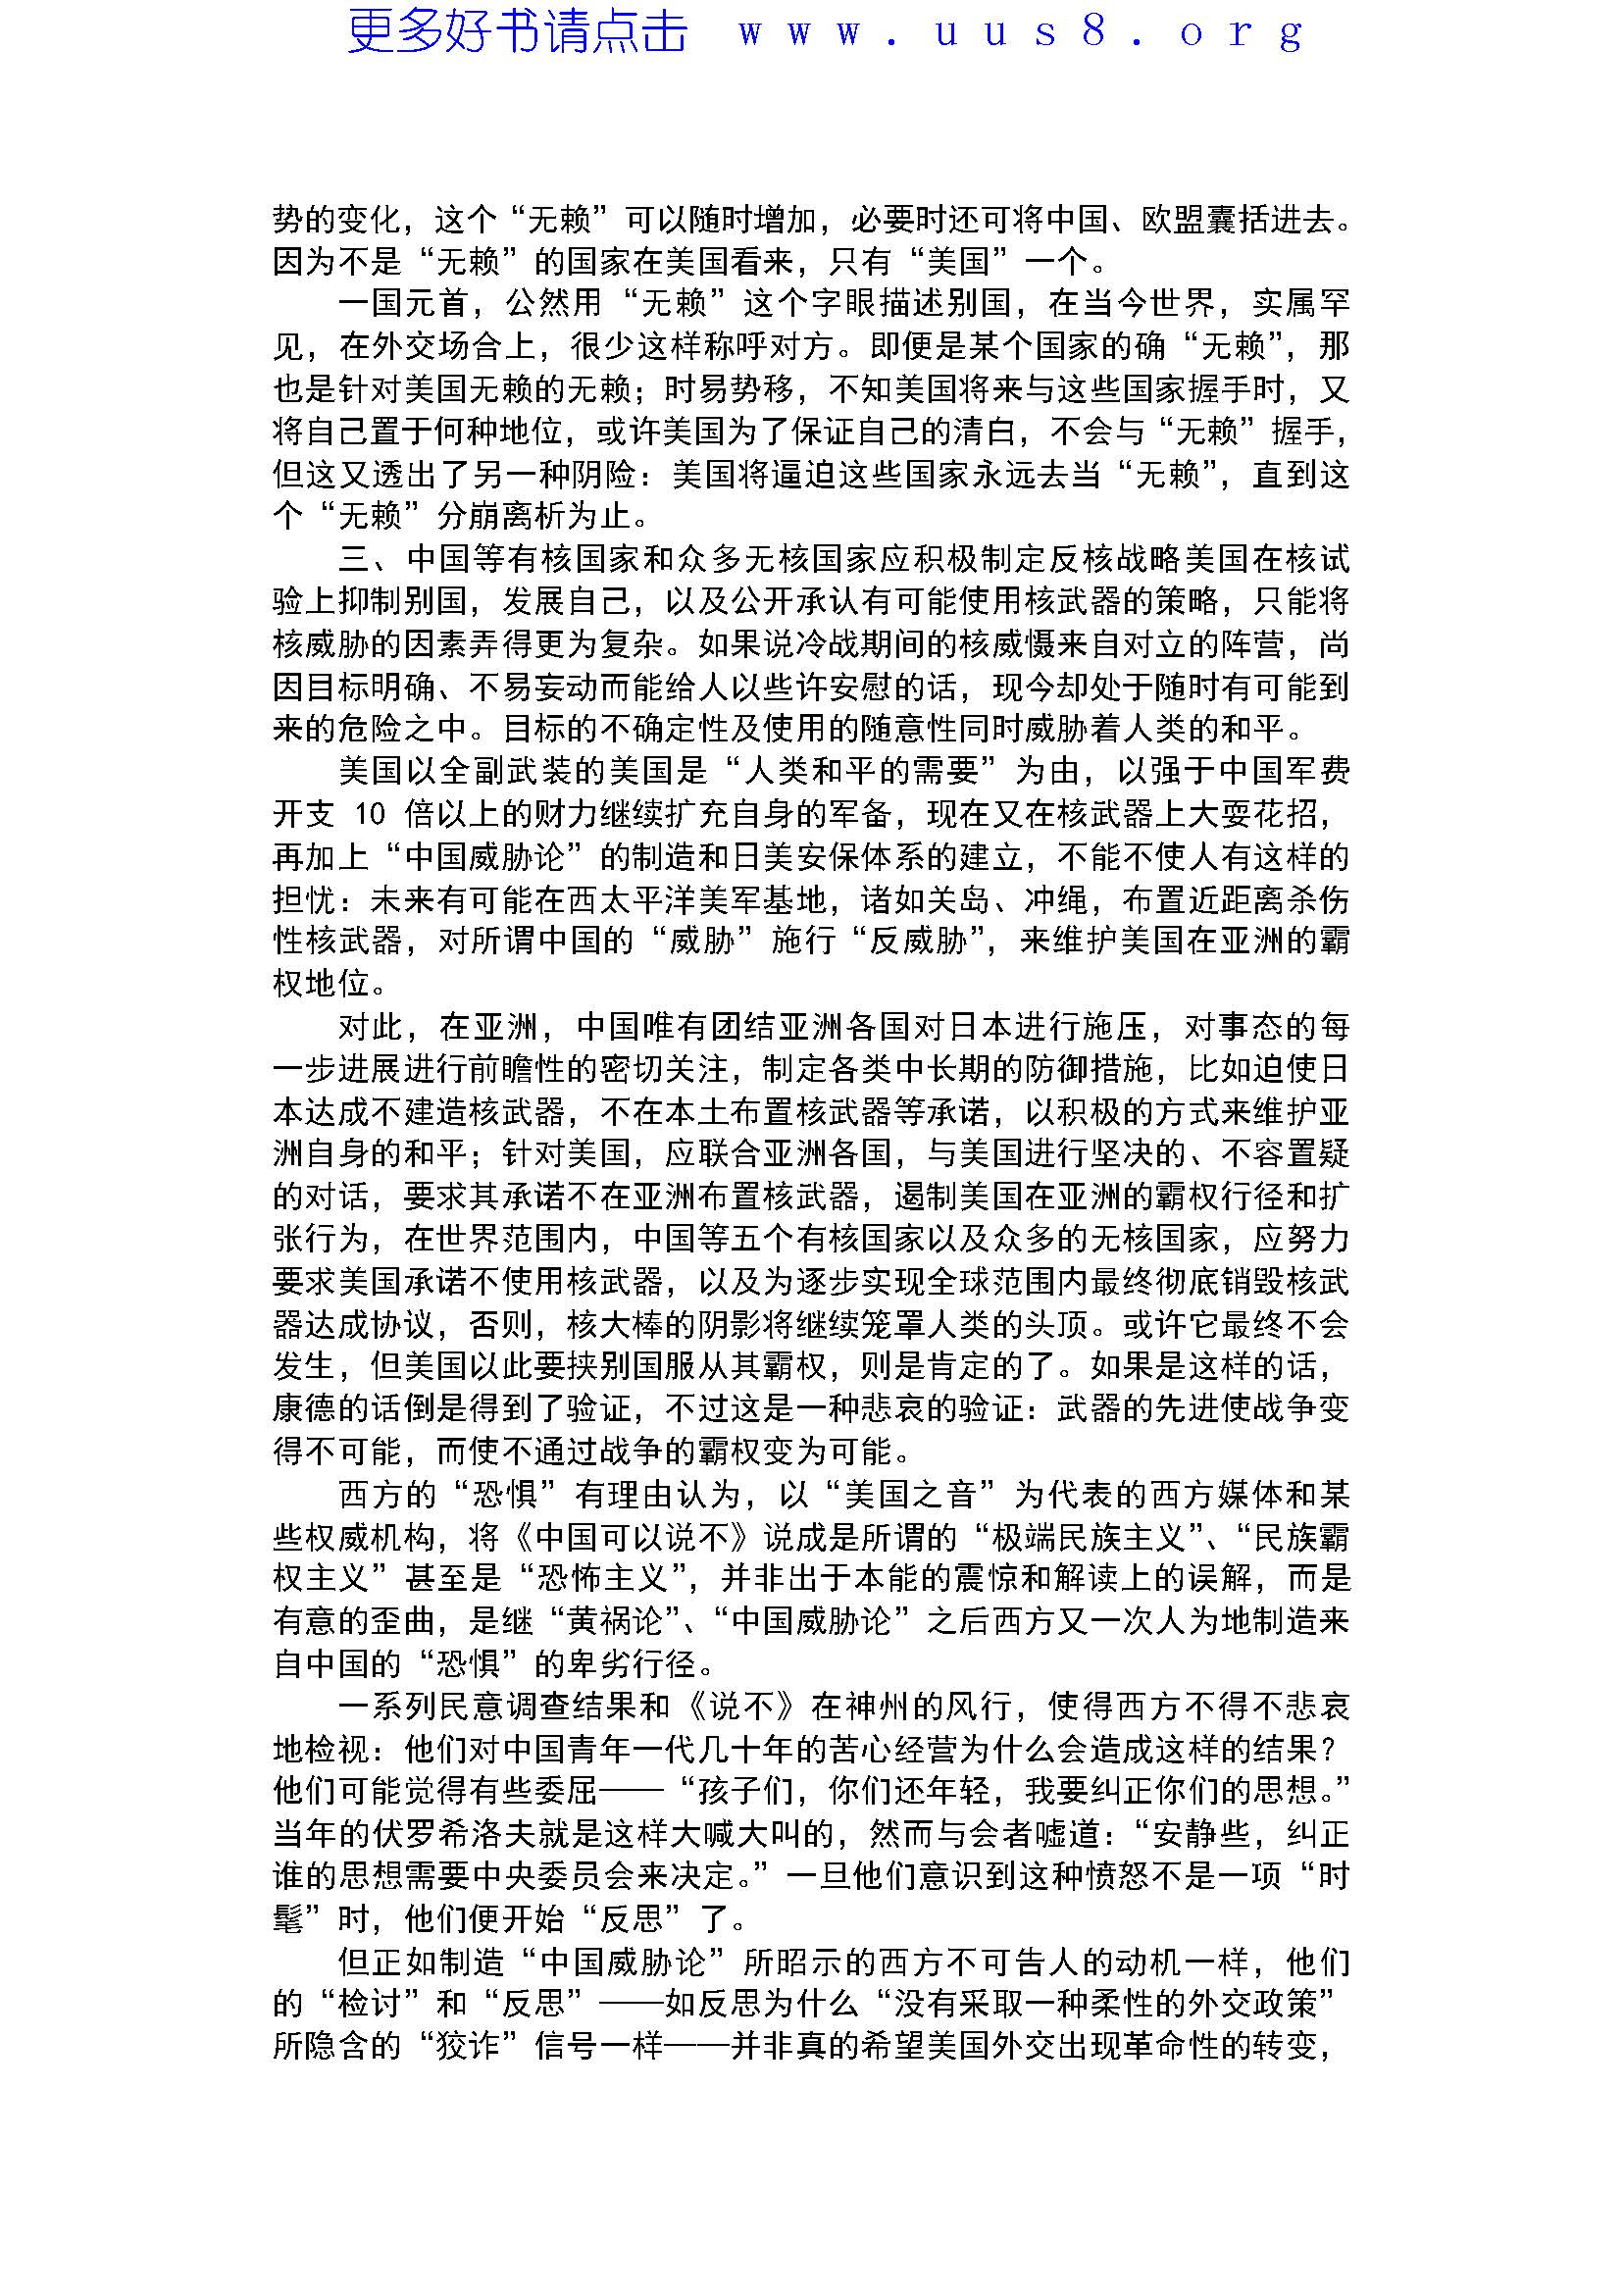 更多好书请点击 www.uus8.org
势的变化，这个“无赖”可以随时增加，必要时还可将中国、欧盟囊括进去。
因为不是“无赖”的国家在美国看来，只有“美国”一个。
一国元首，公然用“无赖”这个字眼描述别国，在当今世界，实属罕
见，在外交场合上，很少这样称呼对方。即便是某个国家的确“无赖”，那
也是针对美国无赖的无赖；时易势移，不知美国将来与这些国家握手时，又
将自己置于何种地位，或许美国为了保证自己的清白，不会与“无赖”握手，
但这又透出了另一种阴险：美国将逼迫这些国家永远去当“无赖”，直到这
个“无赖”分崩离析为止。
三、中国等有核国家和众多无核国家应积极制定反核战略美国在核试
验上抑制别国，发展自己，以及公开承认有可能使用核武器的策略，只能将
核威胁的因素弄得更为复杂。如果说冷战期间的核威慑来自对立的阵营，尚
因目标明确、不易妄动而能给人以些许安慰的话，现今却处于随时有可能到
来的危险之中。目标的不确定性及使用的随意性同时威胁着人类的和平。
美国以全副武装的美国是“人类和平的需要”为由，以强于中国军费
开支 10 倍以上的财力继续扩充自身的军备，现在又在核武器上大耍花招，
再加上“中国威胁论”的制造和日美安保体系的建立，不能不使人有这样的
担忧：未来有可能在西太平洋美军基地，诸如关岛、冲绳，布置近距离杀伤
性核武器，对所谓中国的“威胁”施行“反威胁”，来维护美国在亚洲的霸
权地位。
对此，在亚洲，中国唯有团结亚洲各国对日本进行施压，对事态的每
一步进展进行前瞻性的密切关注，制定各类中长期的防御措施，比如迫使日
本达成不建造核武器，不在本土布置核武器等承诺，以积极的方式来维护亚
洲自身的和平；针对美国，应联合亚洲各国，与美国进行坚决的、不容置疑
的对话，要求其承诺不在亚洲布置核武器，遏制美国在亚洲的霸权行径和扩
张行为，在世界范围内，中国等五个有核国家以及众多的无核国家，应努力
要求美国承诺不使用核武器，以及为逐步实现全球范围内最终彻底销毁核武
器达成协议，否则，核大棒的阴影将继续笼罩人类的头顶。或许它最终不会
发生，但美国以此要挟别国服从其霸权，则是肯定的了。如果是这样的话，
康德的话倒是得到了验证，不过这是一种悲哀的验证：武器的先进使战争变
得不可能，而使不通过战争的霸权变为可能。
西方的“恐惧”有理由认为，以“美国之音”为代表的西方媒体和某
些权威机构，将《中国可以说不》说成是所谓的“极端民族主义”、“民族霸
权主义”甚至是“恐怖主义”，并非出于本能的震惊和解读上的误解，而是
有意的歪曲，是继“黄祸论”、“中国威胁论”之后西方又一次人为地制造来
自中国的“恐惧”的卑劣行径。
一系列民意调查结果和《说不》在神州的风行，使得西方不得不悲哀
地检视：他们对中国青年一代几十年的苦心经营为什么会造成这样的结果？
他们可能觉得有些委屈——“孩子们，你们还年轻，我要纠正你们的思想。”
当年的伏罗希洛夫就是这样大喊大叫的，然而与会者嘘道：“安静些，纠正
谁的思想需要中央委员会来决定。”一旦他们意识到这种愤怒不是一项“时
髦”时，他们便开始“反思”了。
但正如制造“中国威胁论”所昭示的西方不可告人的动机一样，他们
的“检讨”和“反思”——如反思为什么“没有采取一种柔性的外交政策”
所隐含的“狡诈”信号一样——并非真的希望美国外交出现革命性的转变，